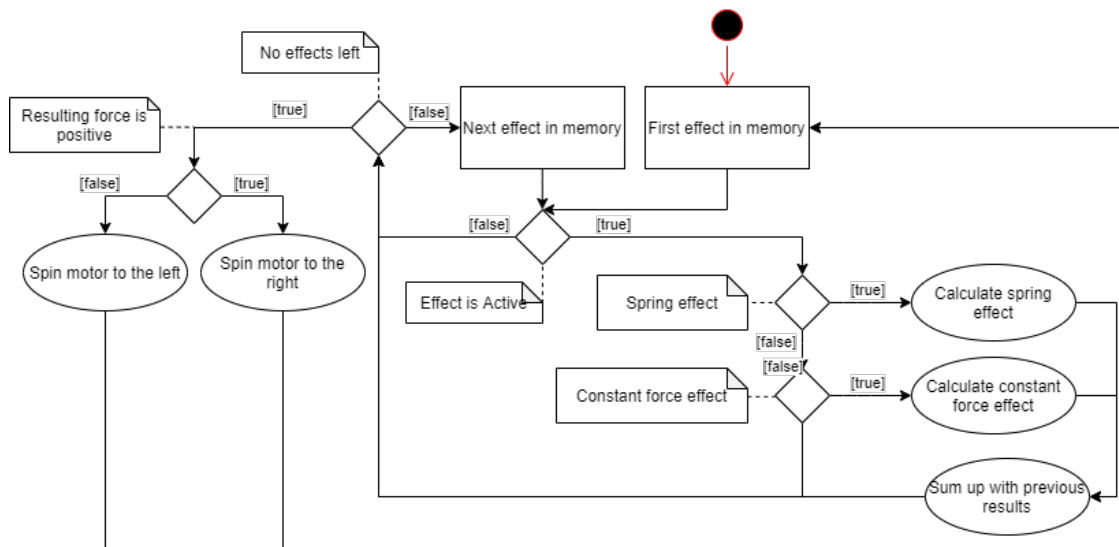 No effects left
[true]
[false]
Resulting force is
positive
Next effect in memory
First effect in memory
[false]
[true]
[false]
[true]
Spin motor to the left
Spin motor to the
right
Effect is Active
Spring effect
[true]
Calculate spring
effect
[false]
[false]
Constant force effect
[true]
Calculate constant
force effect
Sum up with previous
results